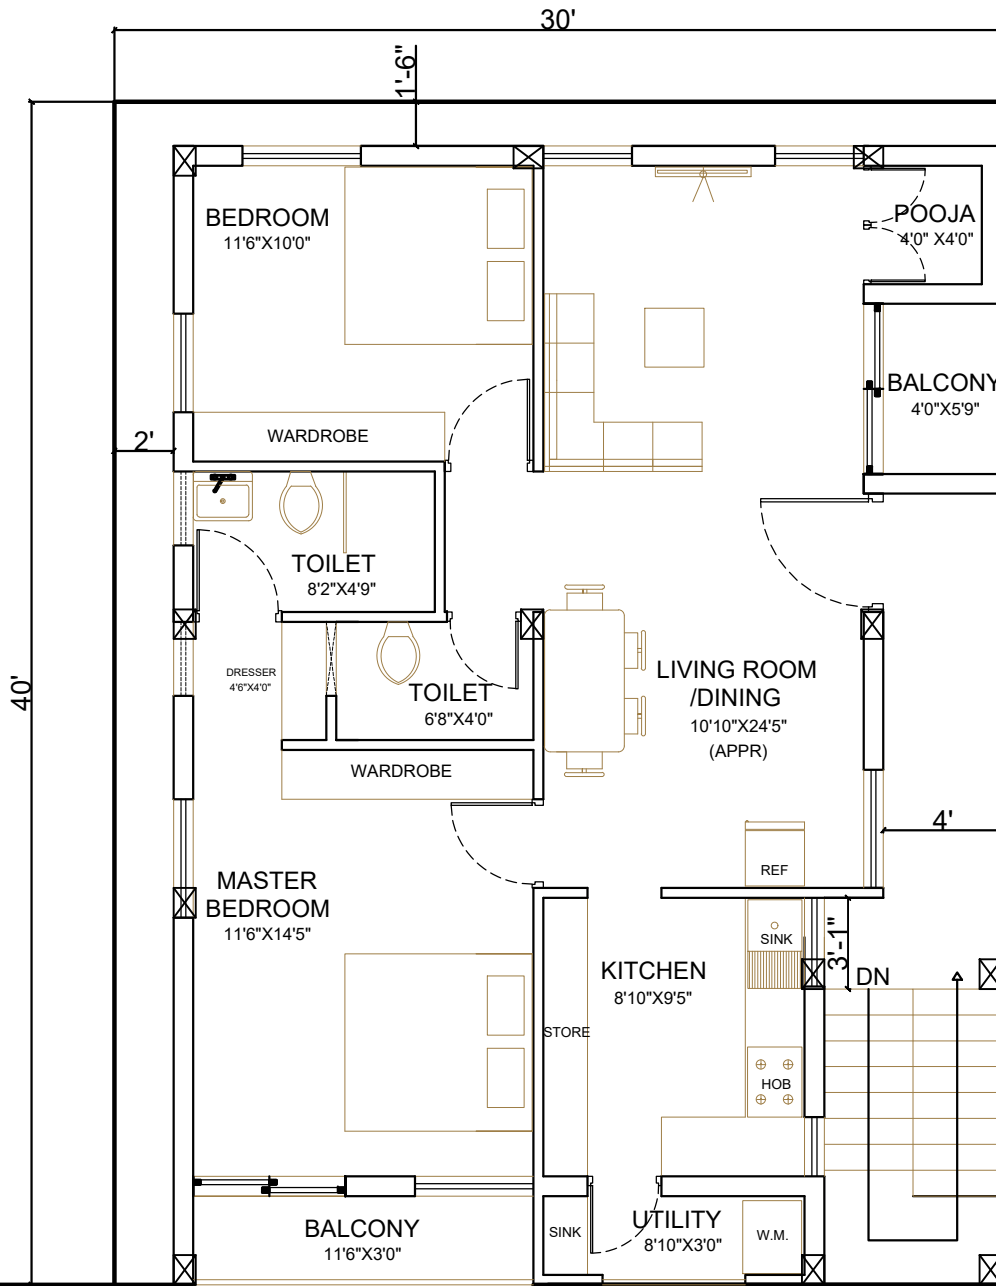 30'
1'-6"
BEDROOM
11'6"X10'0"
POOJA
4'0" X4'0"
BALCONY
4'0"X5'9"
WARDROBE
2'
TOILET
8'2"X4'9"
40'
DRESSER
4'6"X4'0"
TOILET
6'8"X4'0"
LIVING ROOM
/DINING
10'10"X24'5"
(APPR)
WARDROBE
4'
REF
MASTER
BEDROOM
11'6"X14'5"
SINK
3'-1"
KITCHEN
8'10"X9'5"
DN
STORE
HOB
BALCONY
11'6"X3'0"
SINK
UTILITY
8'10"X3'0"
W.M.